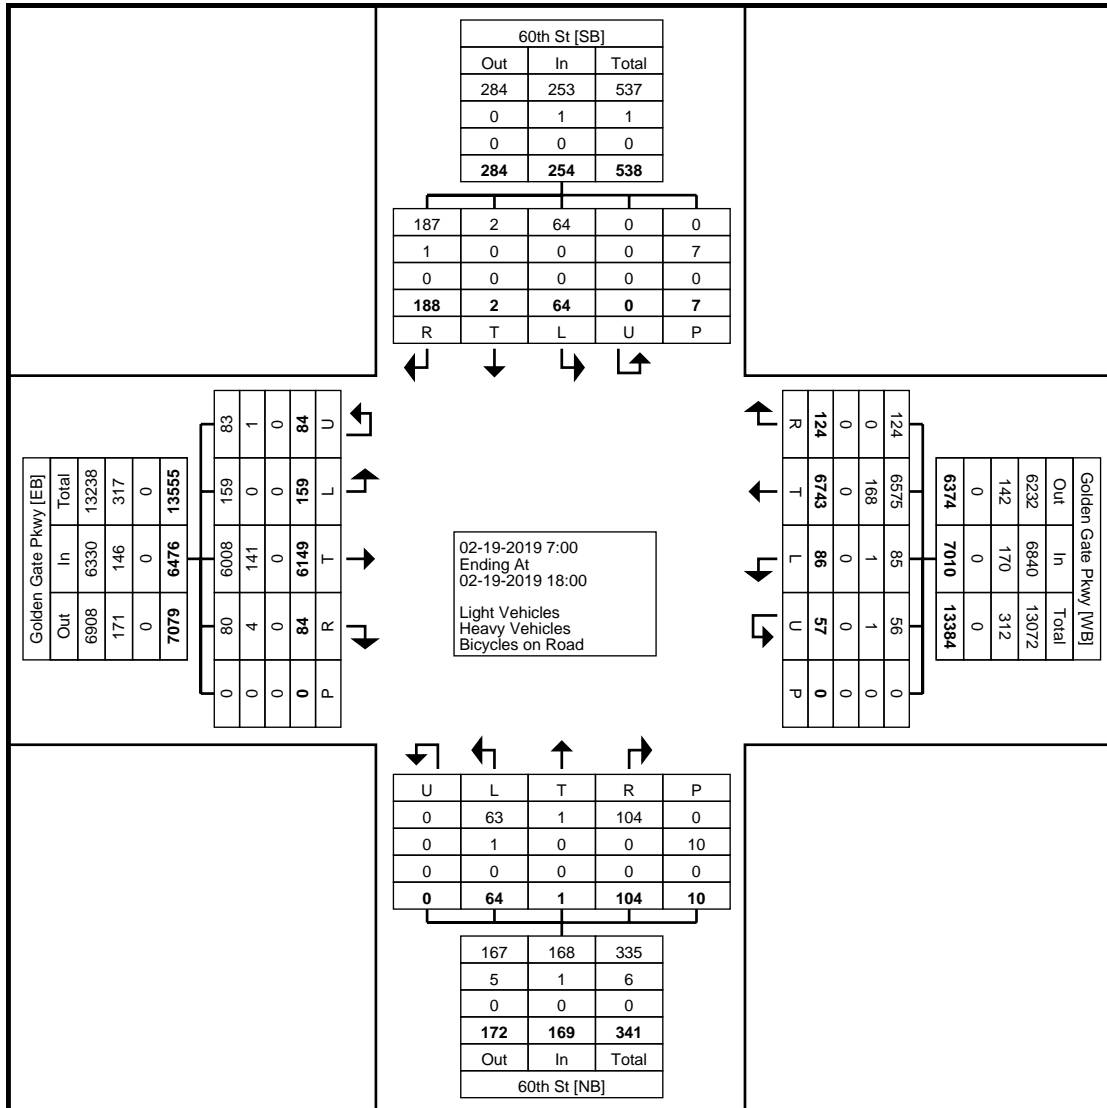 60th St [SB]
Out In Total
284 253 537
0 1 1
0 0 0
284 254 538
187 2 64 0 0
1 0 0 0 7
0 0 0 0 0
188 2 64 0 7
R T L U P
Golden Gate Pkwy [EB]
Out In Total
6908 6330 13238
171 146 317
0 0 0
7079 6476 13555
80 6008 159 83
0 4 141 0 1
0 0 0 0 0
0 84 6149 159 84
P R T L U
02-19-2019 7:00
Ending At
02-19-2019 18:00
Light Vehicles
Heavy Vehicles
Bicycles on Road
Golden Gate Pkwy [WB]
Out In Total
6232 6840 13072
142 170 312
0 0 0
6374 7010 13384
124 6575 85 56 0
0 168 1 1 0
0 0 0 0 0
124 6743 86 57 0
R T L U P
U L T R P
0 63 1 104 0
0 1 0 0 10
0 0 0 0 0
0 64 1 104 10
167 168 335
5 1 6
0 0 0
172 169 341
Out In Total
60th St [NB]